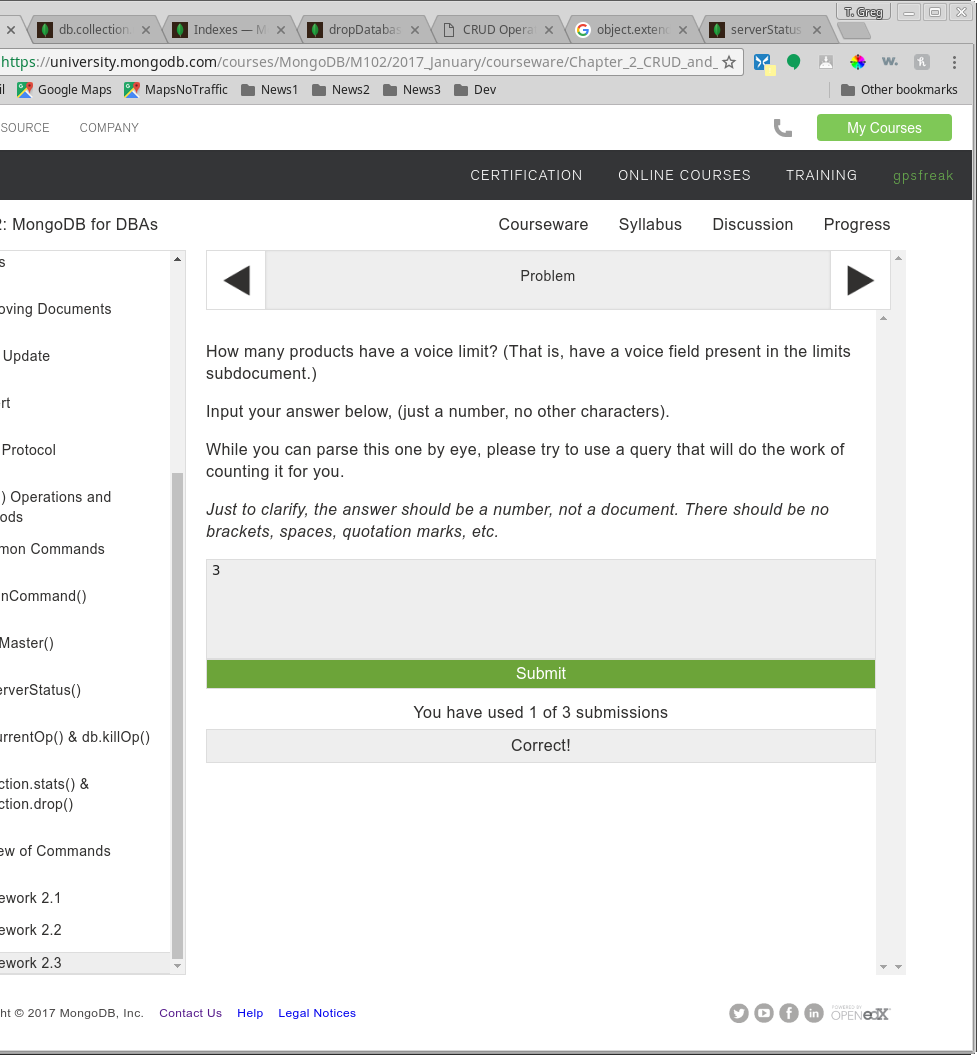 T. Greg
db.collection.
Indexes — M
dropDatabas
CRUD Opera
object.extend
serverStatus
https://university.mongodb.com/courses/MongoDB/M102/2017_January/courseware/Chapter_2_CRUD_and_
il Google Maps MapsNoTraffic News1 News2 News3 Dev Other bookmarks
SOURCE COMPANY My Courses
CERTIFICATION ONLINE COURSES TRAINING gpsfreak
2: MongoDB for DBAs Courseware Syllabus Discussion Progress
s
oving Documents
Update
rt
Protocol
) Operations and
ods
mon Commands
nCommand()
Master()
erverStatus()
urrentOp() & db.killOp()
ction.stats() &
ction.drop()
ew of Commands
ework 2.1
ework 2.2
ework 2.3
Problem
How many products have a voice limit? (That is, have a voice field present in the limits
subdocument.)
Input your answer below, (just a number, no other characters).
While you can parse this one by eye, please try to use a query that will do the work of
counting it for you.
Just to clarify, the answer should be a number, not a document. There should be no
brackets, spaces, quotation marks, etc.
3
Submit
You have used 1 of 3 submissions
Correct!
ht © 2017 MongoDB, Inc. Contact Us Help Legal Notices
POWERED BY
OPEN edX